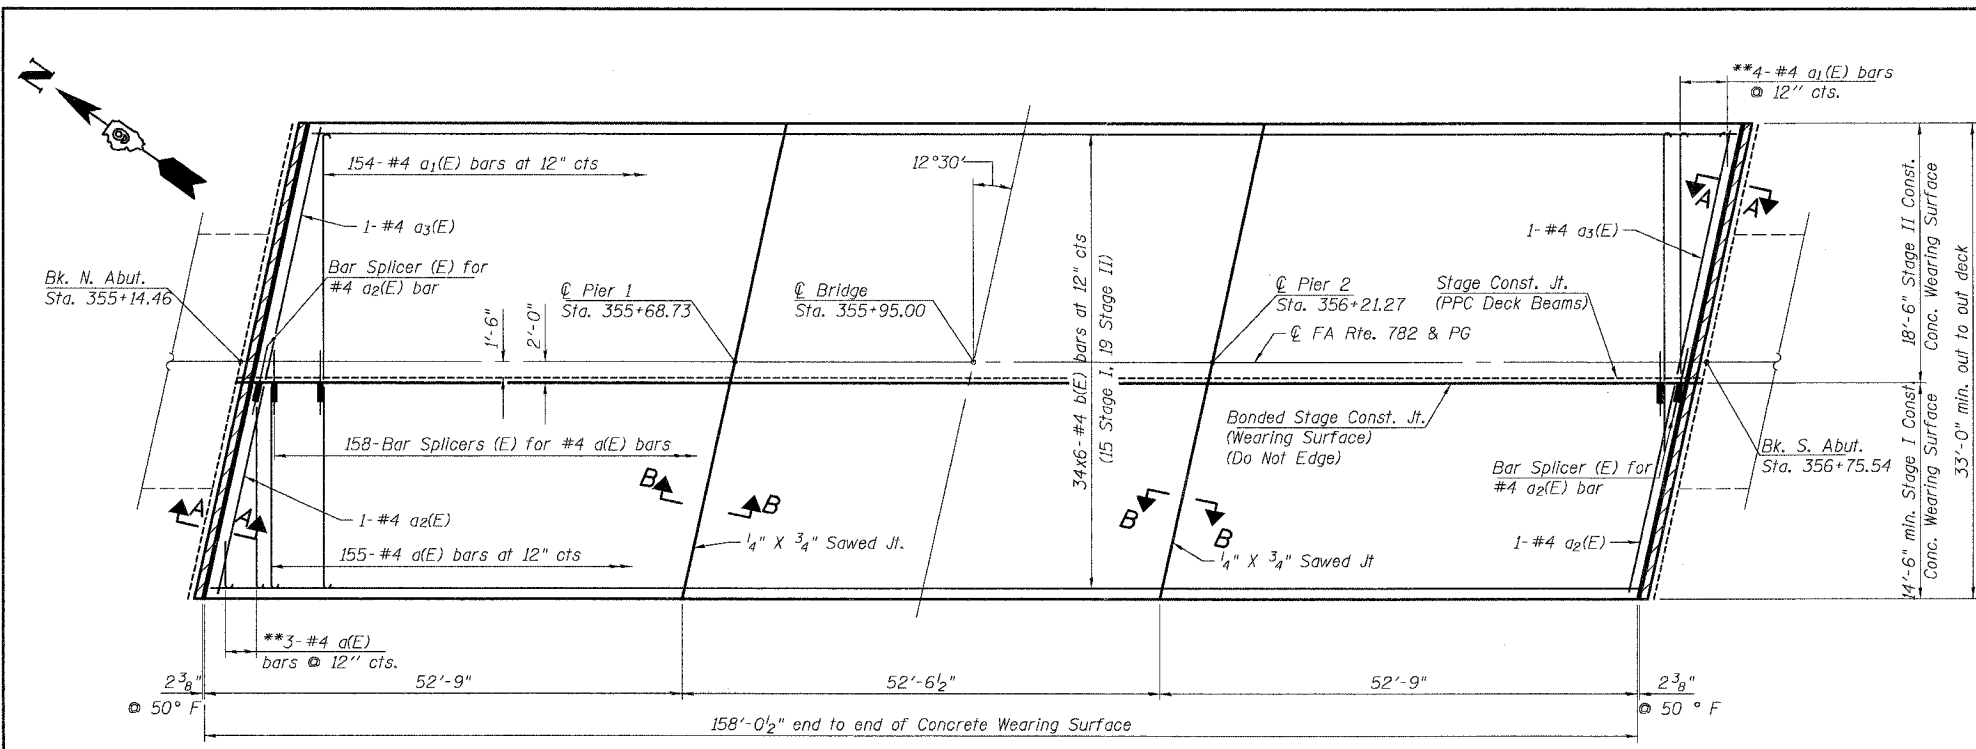 N
**4-#4 a1(E) bars
@ 12" cts.
154-#4 a1(E) bars at 12" cts
12°30'
1-#4 a3(E)
1-#4 a3(E)
A
A
Bk. N. Abut.
Sta. 355+14.46
Bar Splicer (E) for
#4 a2(E) bar
1'-6"
2'-0"
℄ Pier 1
Sta. 355+68.73
℄ Bridge
Sta. 355+95.00
34x6-#4 b(E) bars at 12" cts
(15 Stage I, 19 Stage II)
℄ Pier 2
Sta. 356+21.27
℄ FA Rte. 782 & PG
Stage Const. Jt.
(PPC Deck Beams)
18'-6" Stage II Const.
Conc. Wearing Surface
14'-6" min. Stage I Const.
Conc. Wearing Surface
33'-0" min. out to out deck
158-Bar Splicers (E) for #4 a(E) bars
Bonded Stage Const. Jt.
(Wearing Surface)
(Do Not Edge)
Bar Splicer (E) for
#4 a2(E) bar
Bk. S. Abut.
Sta. 356+75.54
A
A
B
B
B
B
1-#4 a2(E)
155-#4 a(E) bars at 12" cts
1/4" X 3/4" Sawed Jt.
1/4" X 3/4" Sawed Jt
1-#4 a2(E)
**3-#4 a(E)
bars @ 12" cts.
2 3/8"
@ 50° F
52'-9"
52'-6 1/2"
52'-9"
2 3/8"
@ 50 ° F
158'-0 1/2" end to end of Concrete Wearing Surface